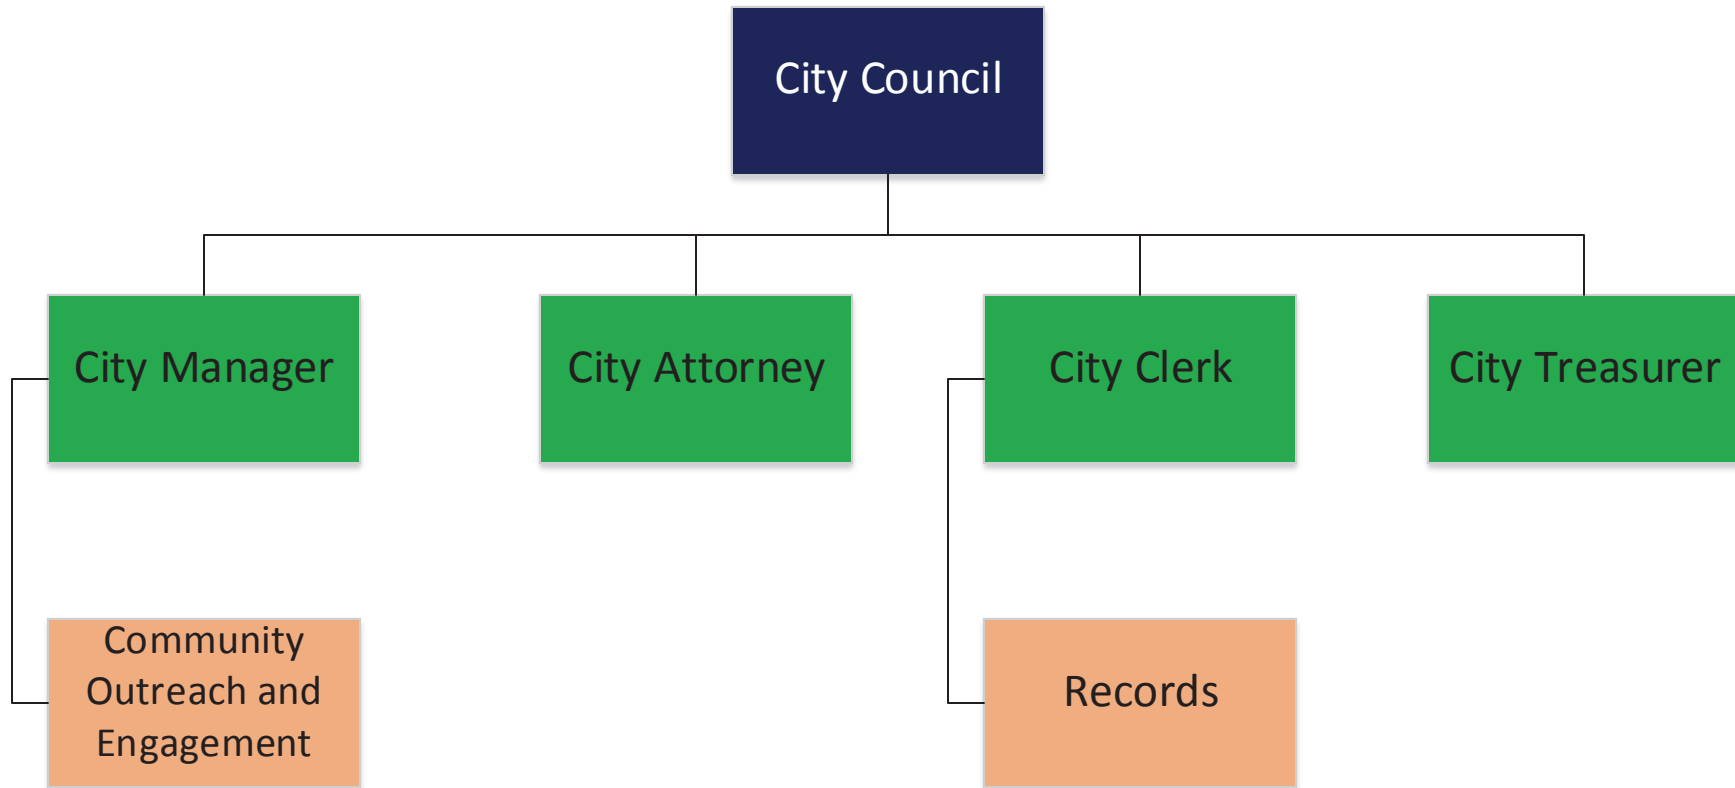 City Council
City Manager
City Attorney
City Clerk
City Treasurer
Community
Outreach and
Engagement
Records